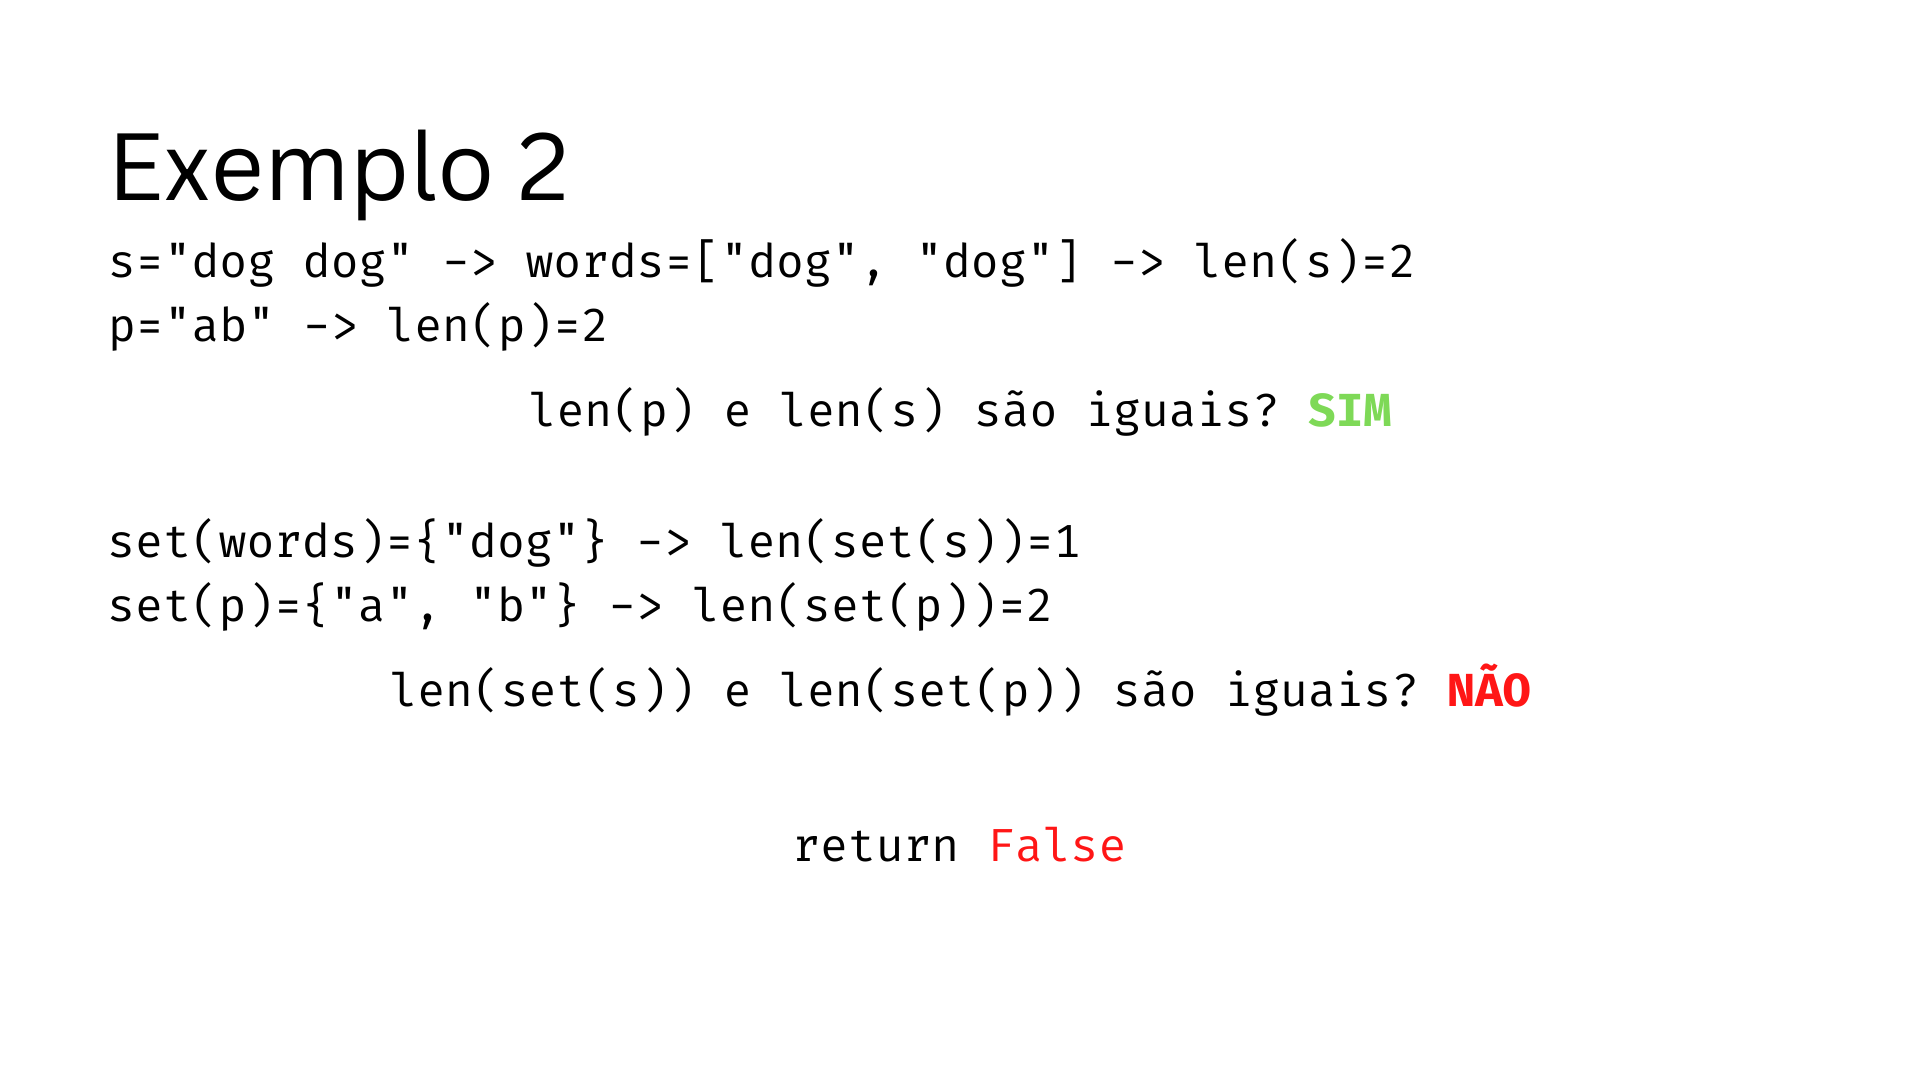 Exemplo 2
s="dog dog" -> words=["dog", "dog"] -> len(s)=2
p="ab" -> len(p)=2
len(p) e len(s) são iguais? SIM
set(words)={"dog"} -> len(set(s))=1
set(p)={"a", "b"} -> len(set(p))=2
len(set(s)) e len(set(p)) são iguais? NÃO
return False